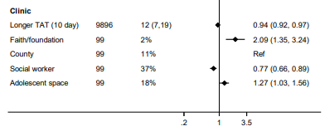 Clinic
Longer TAT (10 day) 9896 12 (7,19) 0.94 (0.92, 0.97)
Faith/foundation 99 2% 2.09 (1.35, 3.24)
County 99 11% Ref
Social worker 99 37% 0.77 (0.66, 0.89)
Adolescent space 99 18% 1.27 (1.03, 1.56)
.2 1 3.5